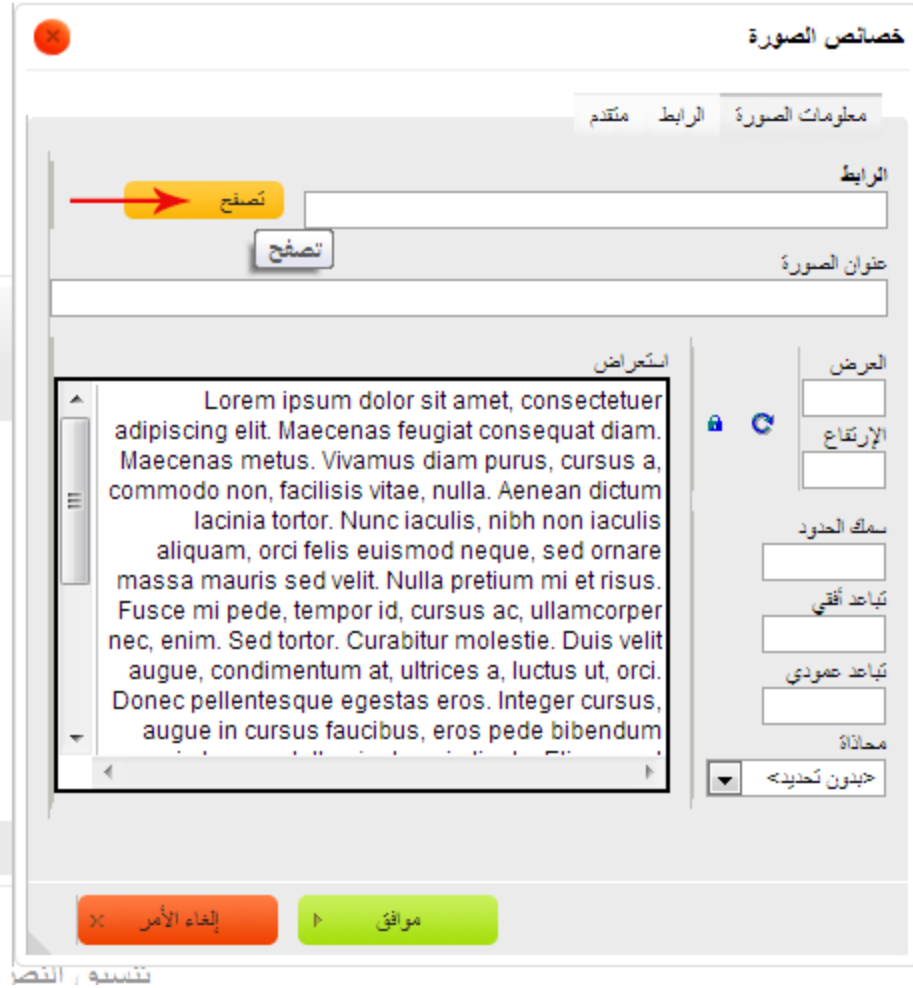 خصائص الصورة
معلومات الصورة
الرابط
متقدم
الرابط
تصفح
تصفح
عنوان الصورة
العرض
الإرتفاع
سمك الحدود
تباعد أفقي
تباعد عمودي
محاذاة
<بدون تحديد>
استعراض
Lorem ipsum dolor sit amet, consectetuer
adipiscing elit. Maecenas feugiat consequat diam.
Maecenas metus. Vivamus diam purus, cursus a,
commodo non, facilisis vitae, nulla. Aenean dictum
lacinia tortor. Nunc iaculis, nibh non iaculis
aliquam, orci felis euismod neque, sed ornare
massa mauris sed velit. Nulla pretium mi et risus.
Fusce mi pede, tempor id, cursus ac, ullamcorper
nec, enim. Sed tortor. Curabitur molestie. Duis velit
augue, condimentum at, ultrices a, luctus ut, orci.
Donec pellentesque egestas eros. Integer cursus,
augue in cursus faucibus, eros pede bibendum
موافق
إلغاء الأمر